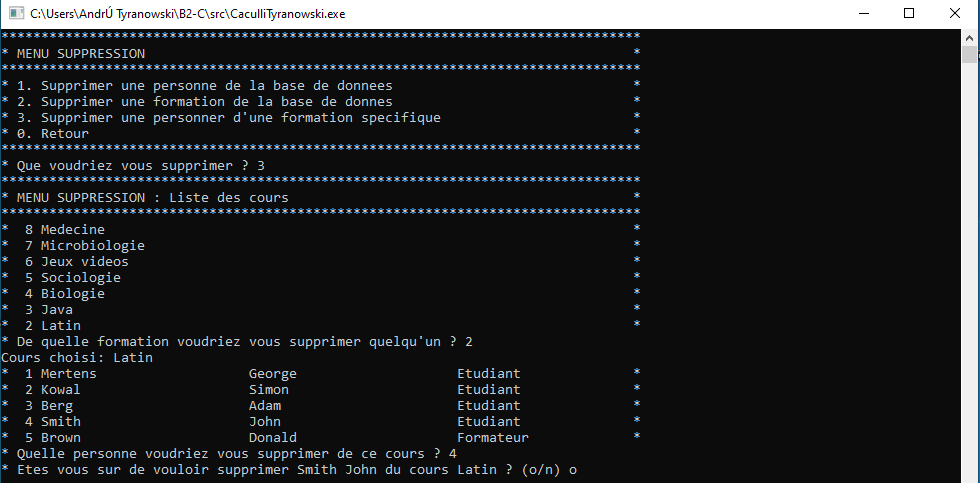 C:\Users\AndrÚ Tyranowski\B2-C\src\CaculliTyranowski.exe
********************************************************************************
* MENU SUPPRESSION *
********************************************************************************
* 1. Supprimer une personne de la base de donnees *
* 2. Supprimer une formation de la base de donnes *
* 3. Supprimer une personner d'une formation specifique *
* 0. Retour *
********************************************************************************
* Que voudriez vous supprimer ? 3
********************************************************************************
* MENU SUPPRESSION : Liste des cours *
********************************************************************************
* 8 Medecine *
* 7 Microbiologie *
* 6 Jeux videos *
* 5 Sociologie *
* 4 Biologie *
* 3 Java *
* 2 Latin *
* De quelle formation voudriez vous supprimer quelqu'un ? 2
Cours choisi: Latin
* 1 Mertens George Etudiant *
* 2 Kowal Simon Etudiant *
* 3 Berg Adam Etudiant *
* 4 Smith John Etudiant *
* 5 Brown Donald Formateur *
* Quelle personne voudriez vous supprimer de ce cours ? 4
* Etes vous sur de vouloir supprimer Smith John du cours Latin ? (o/n) o